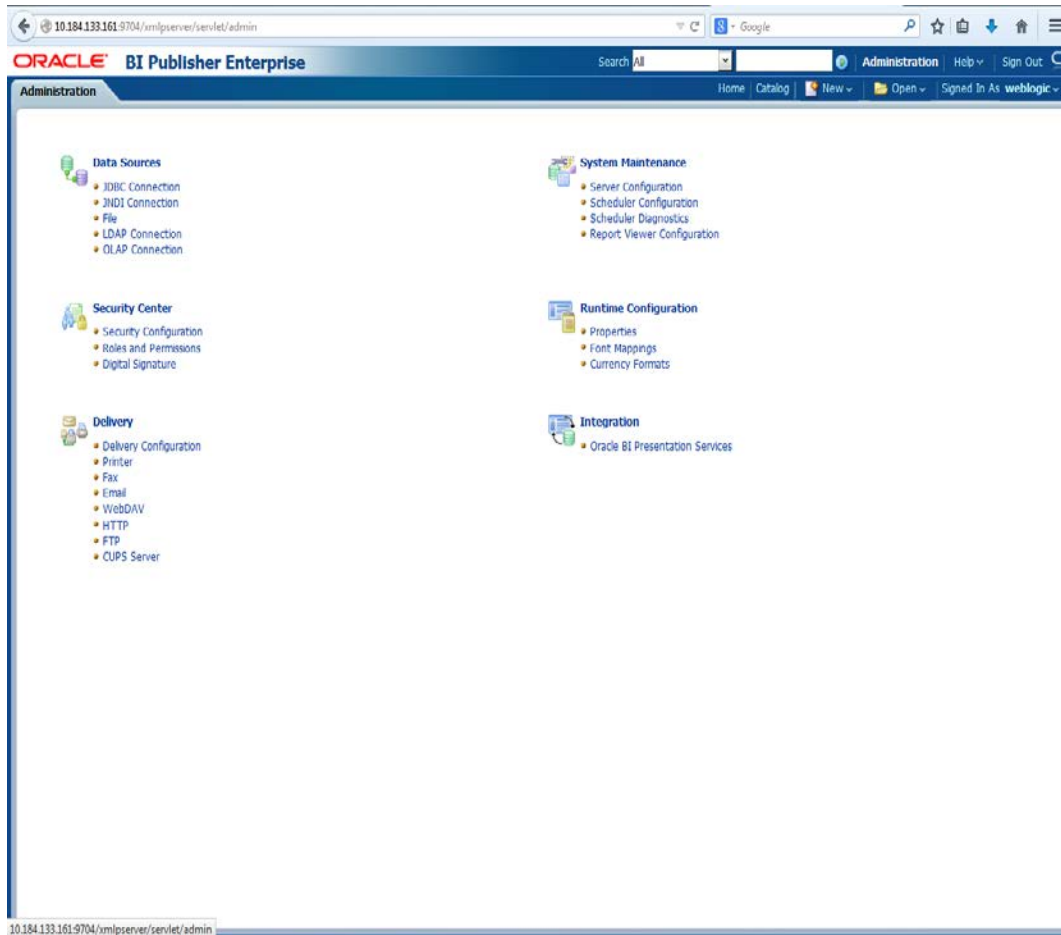 10.184.133.161:9704/xmlpserver/servlet/admin
Google
ORACLE BI Publisher Enterprise
Search All
Administration Help Sign Out
Administration
Home Catalog New Open Signed In As weblogic
Data Sources
JDBC Connection
JNDI Connection
File
LDAP Connection
OLAP Connection
System Maintenance
Server Configuration
Scheduler Configuration
Scheduler Diagnostics
Report Viewer Configuration
Security Center
Security Configuration
Roles and Permissions
Digital Signature
Runtime Configuration
Properties
Font Mappings
Currency Formats
Delivery
Delivery Configuration
Printer
Fax
Email
WebDAV
HTTP
FTP
CUPS Server
Integration
Oracle BI Presentation Services
10.184.133.161:9704/xmlpserver/servlet/admin